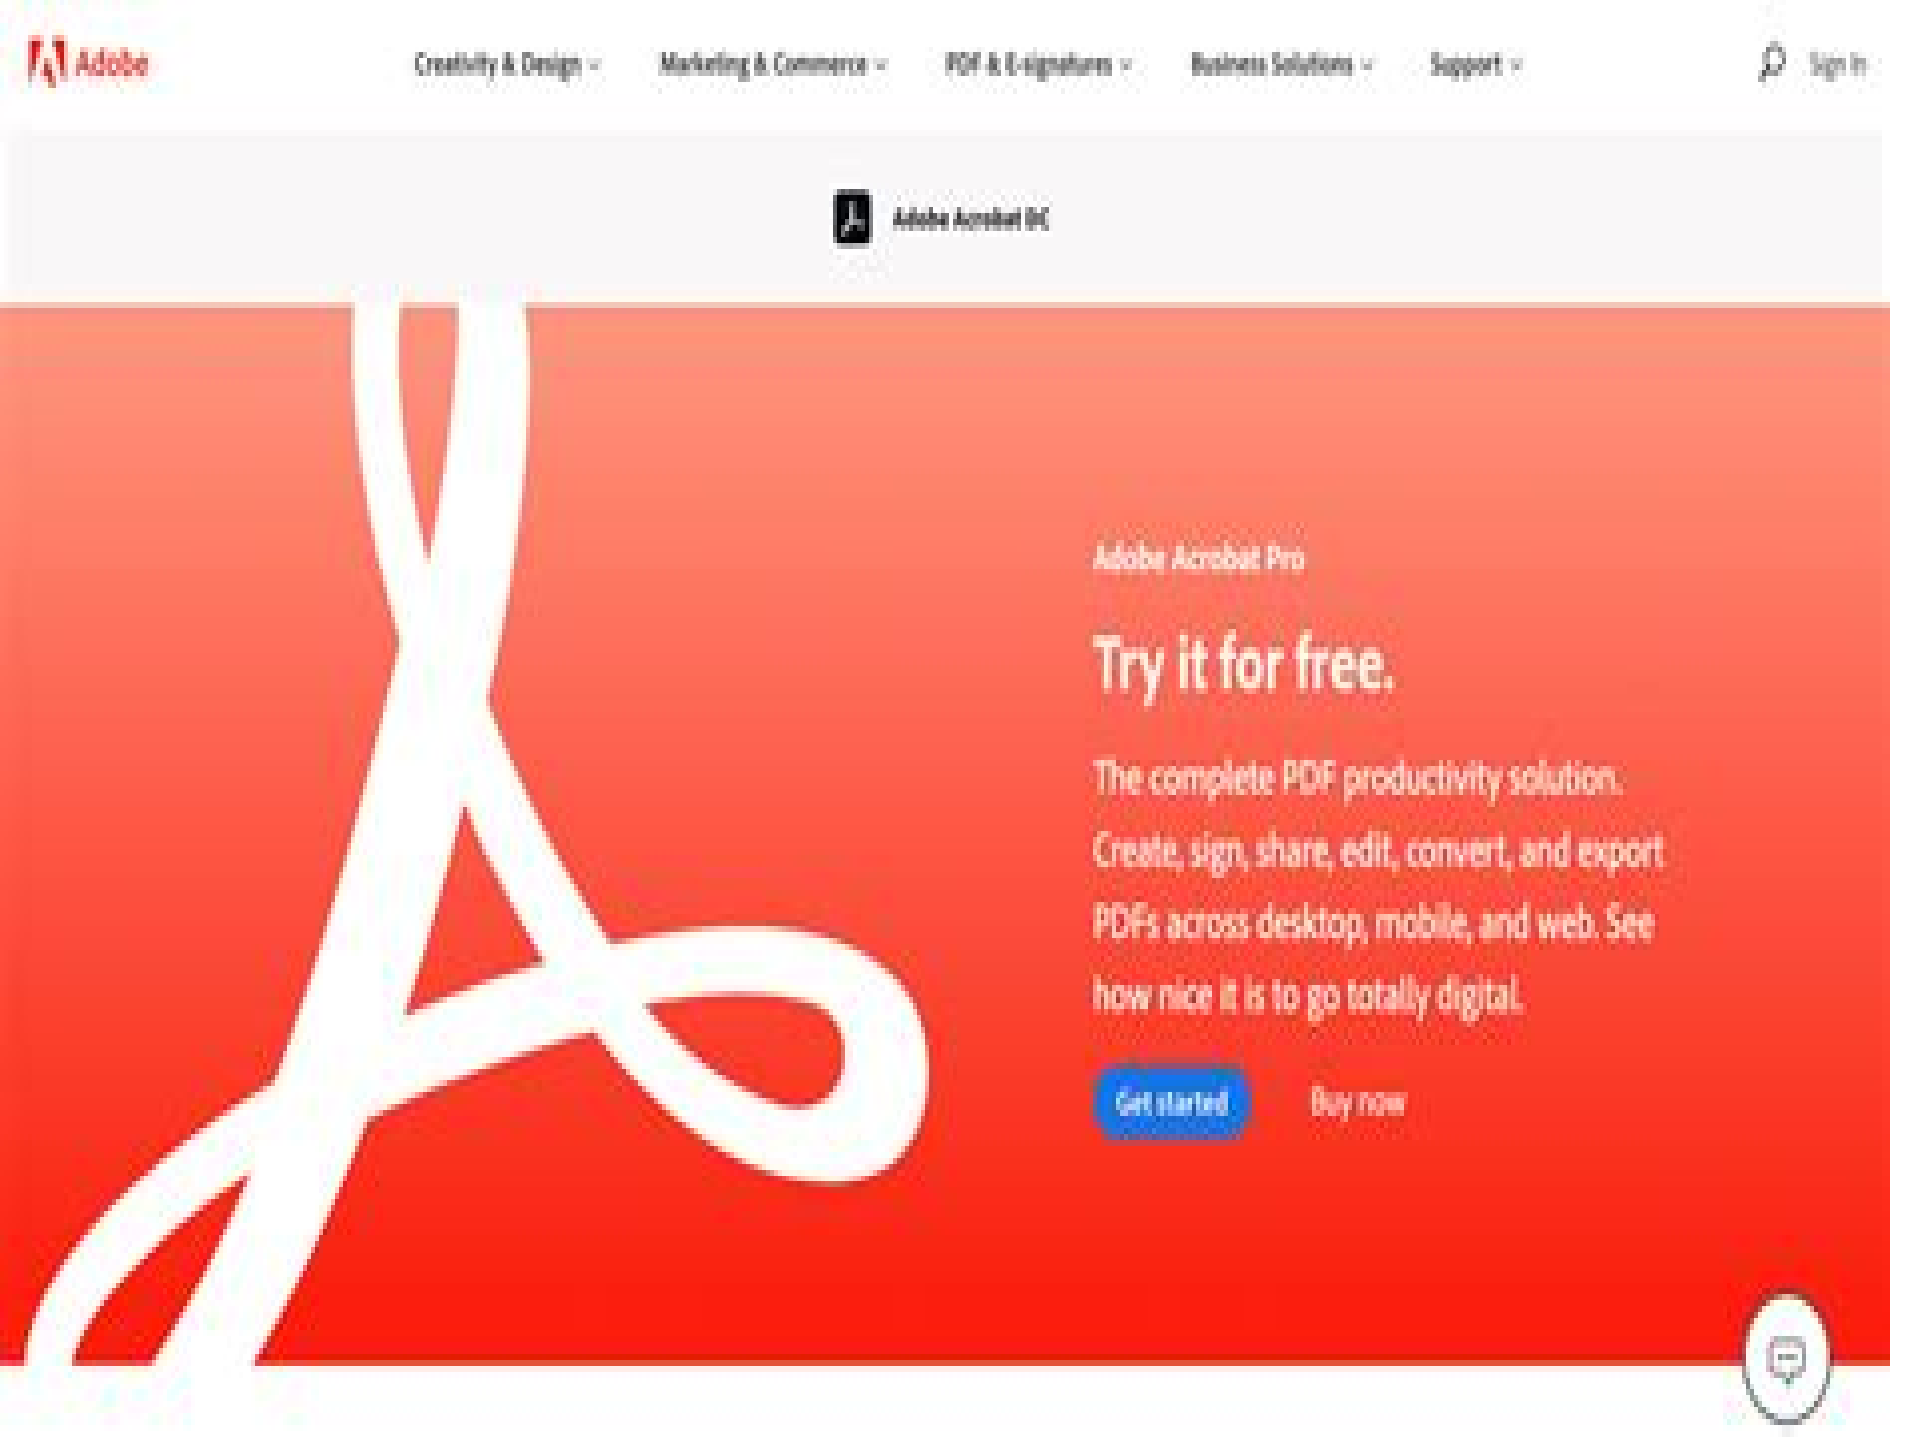 Adobe
Creativity & Design
Marketing & Commerce
PDF & E-signatures
Business Solutions
Support
Sign In
Adobe Acrobat DC
Adobe Acrobat Pro
Try it for free.
The complete PDF productivity solution.
Create, sign, share, edit, convert, and export
PDFs across desktop, mobile, and web. See
how nice it is to go totally digital.
Get started
Buy now